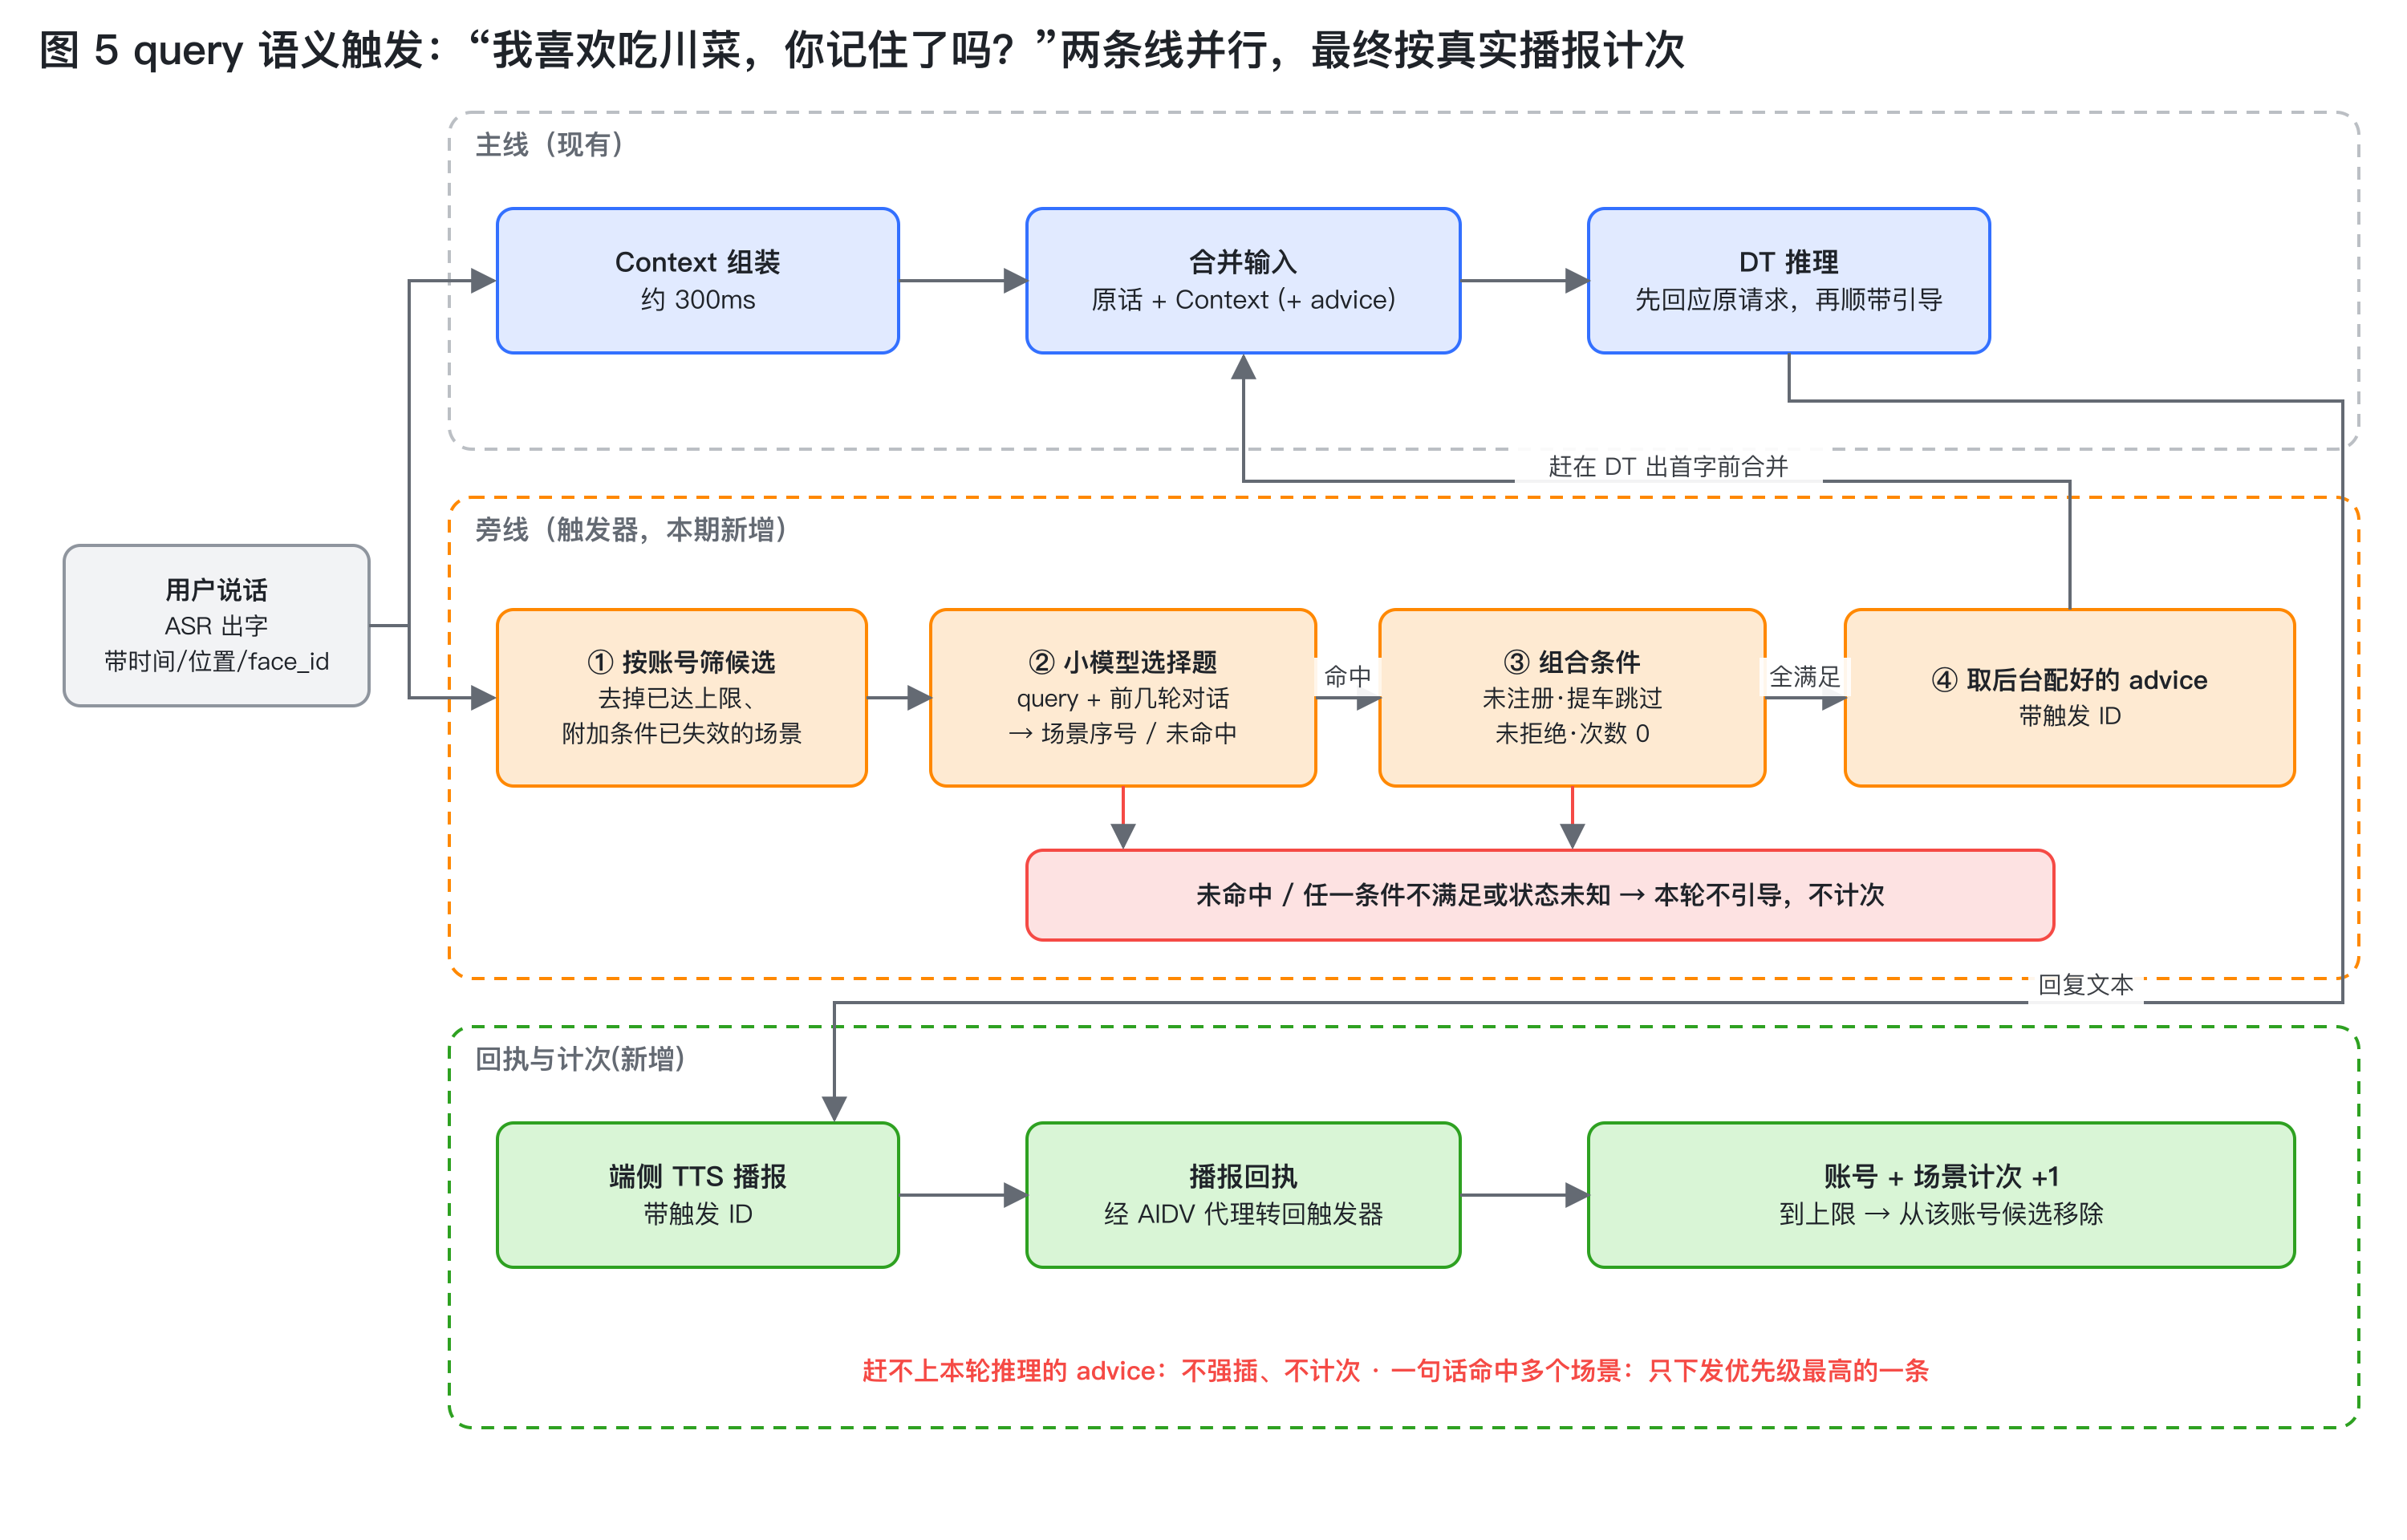 图 5 query 语义触发：“我喜欢吃川菜，你记住了吗？”两条线并行，最终按真实播报计次
主线（现有）
Context 组装
约 300ms
合并输入
原话 + Context (+ advice)
DT 推理
先回应原请求，再顺带引导
赶在 DT 出首字前合并
旁线（触发器，本期新增）
用户说话
ASR 出字
带时间/位置/face_id
① 按账号筛候选
去掉已达上限、
附加条件已失效的场景
② 小模型选择题
query + 前几轮对话
→ 场景序号 / 未命中
命中
③ 组合条件
未注册·提车跳过
未拒绝·次数 0
全满足
④ 取后台配好的 advice
带触发 ID
未命中 / 任一条件不满足或状态未知 → 本轮不引导，不计次
回复文本
回执与计次(新增)
端侧 TTS 播报
带触发 ID
播报回执
经 AIDV 代理转回触发器
账号 + 场景计次 +1
到上限 → 从该账号候选移除
赶不上本轮推理的 advice：不强插、不计次 · 一句话命中多个场景：只下发优先级最高的一条